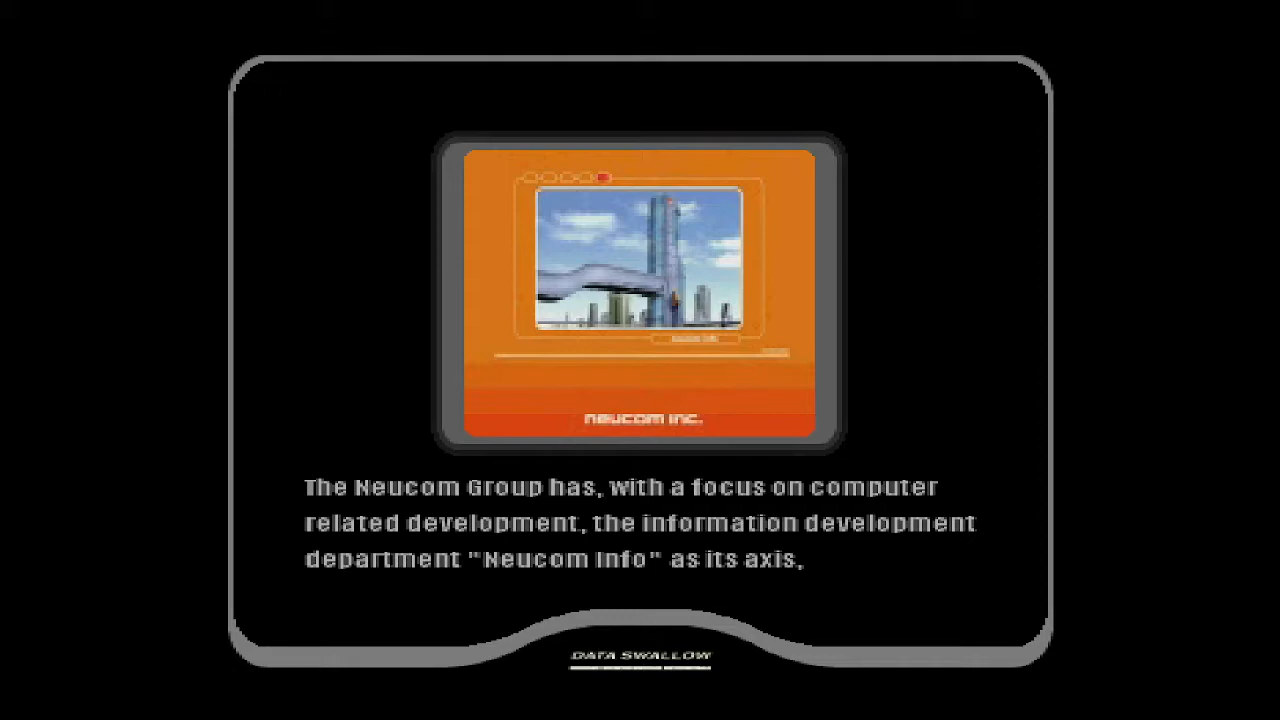 neucom inc.
The Neucom Group has, with a focus on computer
related development, the information development
department "Neucom Info" as its axis,
DATA SWALLOW